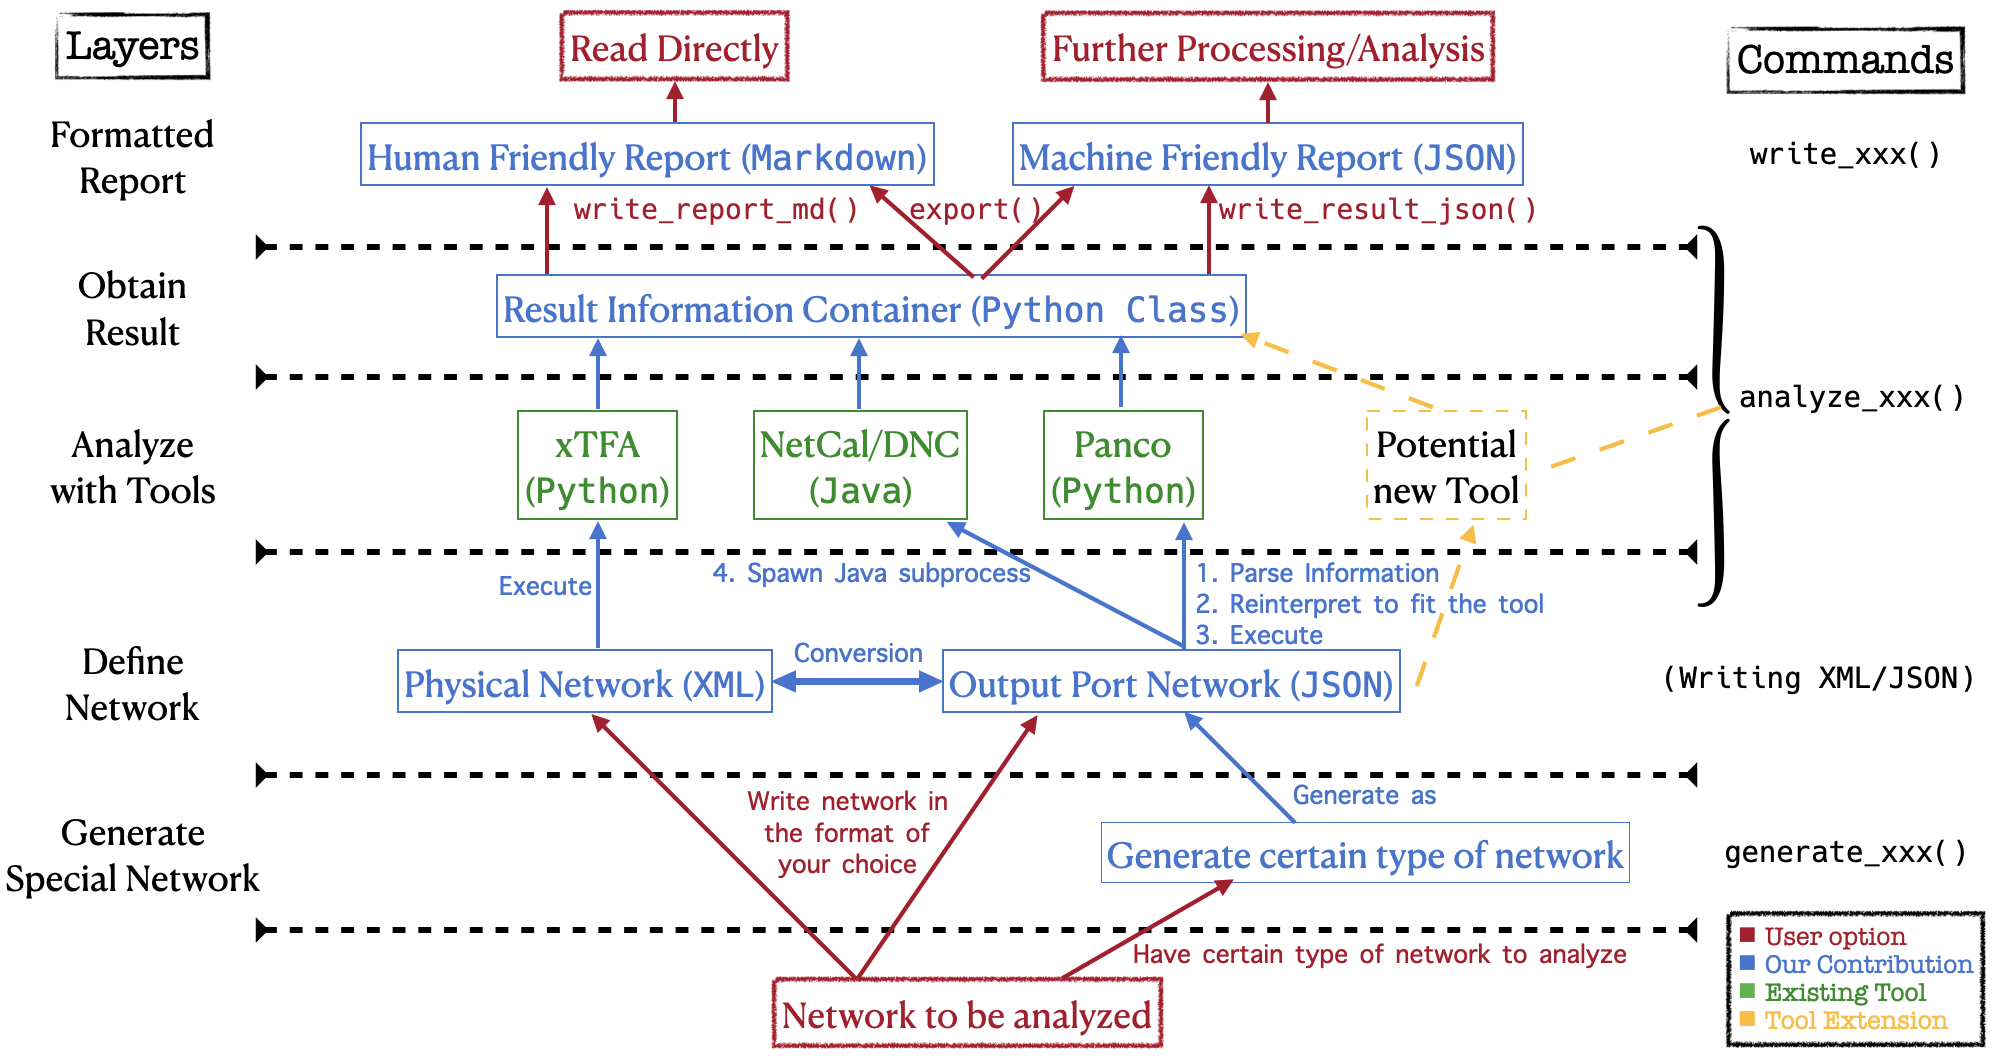 Layers
Read Directly
Further Processing/Analysis
Commands
Formatted
Report
Human Friendly Report (Markdown)
Machine Friendly Report (JSON)
write_xxx()
write_report_md()
export()
write_result_json()
Obtain
Result
Result Information Container (Python Class)
analyze_xxx()
Analyze
with Tools
xTFA
(Python)
NetCal/DNC
(Java)
Panco
(Python)
Potential
new Tool
Execute
4. Spawn Java subprocess
1. Parse Information
2. Reinterpret to fit the tool
3. Execute
Define
Network
Physical Network (XML)
Conversion
Output Port Network (JSON)
(Writing XML/JSON)
Write network in
the format of
your choice
Generate as
Generate
Special Network
Generate certain type of network
generate_xxx()
Have certain type of network to analyze
Network to be analyzed
User option
Our Contribution
Existing Tool
Tool Extension